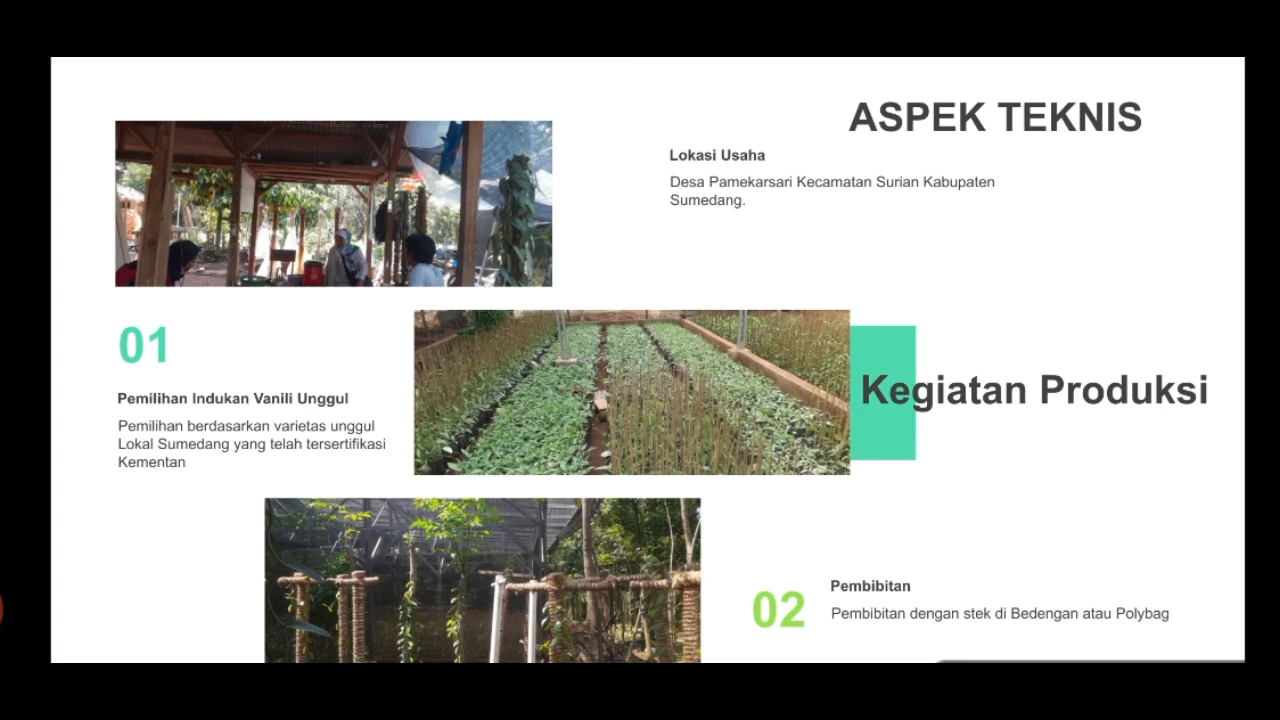 ASPEK TEKNIS
Lokasi Usaha
Desa Pamekarsari Kecamatan Surian Kabupaten
Sumedang.
01
Pemilihan Indukan Vanili Unggul
Pemilihan berdasarkan varietas unggul
Lokal Sumedang yang telah tersertifikasi
Kementan
Kegiatan Produksi
02
Pembibitan
Pembibitan dengan stek di Bedengan atau Polybag